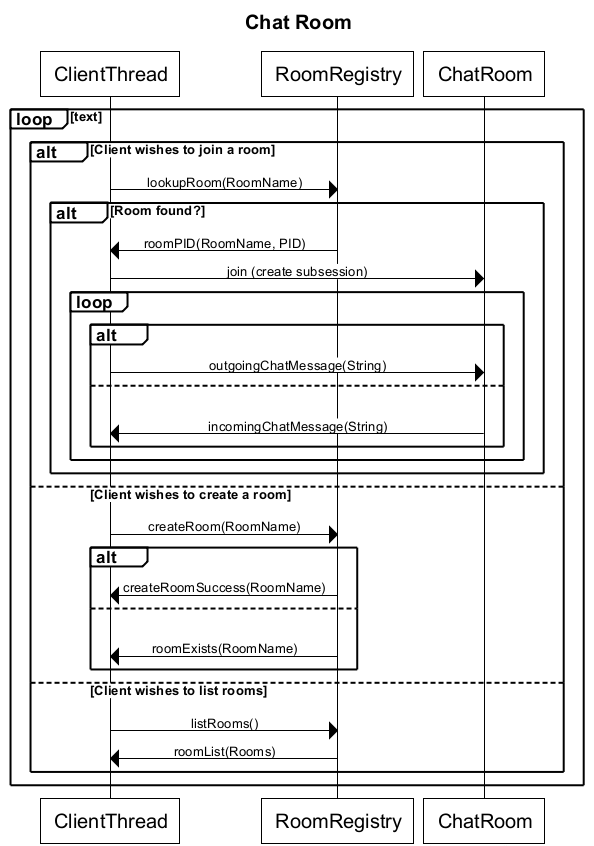 Chat Room
ClientThread
RoomRegistry
ChatRoom
loop [text]
alt [Client wishes to join a room]
lookupRoom(RoomName)
alt [Room found?]
roomPID(RoomName, PID)
join (create subsession)
loop
alt
outgoingChatMessage(String)
incomingChatMessage(String)
[Client wishes to create a room]
createRoom(RoomName)
alt
createRoomSuccess(RoomName)
roomExists(RoomName)
[Client wishes to list rooms]
listRooms()
roomList(Rooms)
ClientThread
RoomRegistry
ChatRoom